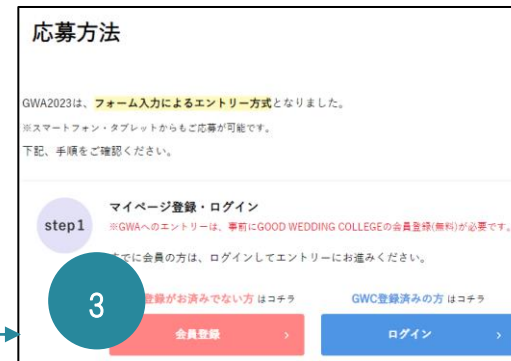 応募方法
GWA2023は、フォーム入力によるエントリー方式となりました。
※スマートフォン・タブレットからもご応募が可能です。
下記、手順をご確認ください。
step1
マイページ登録・ログイン
※GWAへのエントリーは、事前にGOOD WEDDING COLLEGEの会員登録(無料)が必要です。
でに会員の方は、ログインしてエントリーにお進みください。
3
登録がお済みでない方 はコチラ
GWC登録済みの方 はコチラ
会員登録 >
ログイン >